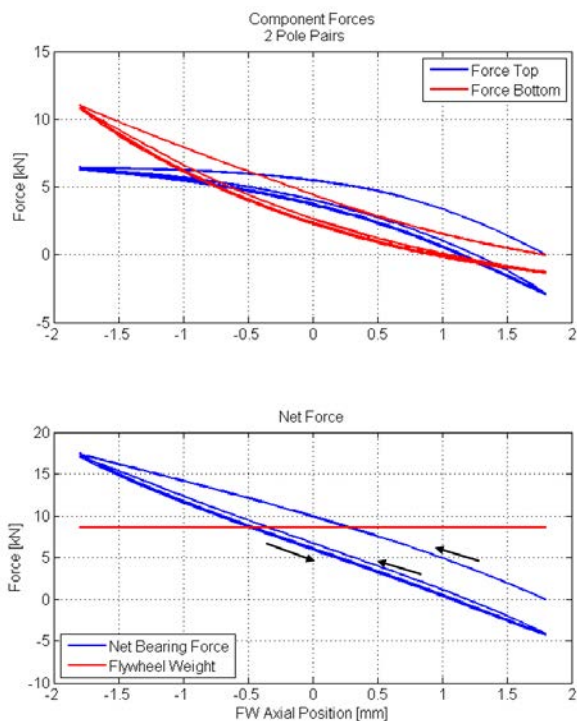 Component Forces
2 Pole Pairs
15
10
5
0
-5
Force [kN]
Force Top
Force Bottom
-2 -1.5 -1 -0.5 0 0.5 1 1.5 2
Net Force
20
15
10
5
0
-5
-10
Force [kN]
Net Bearing Force
Flywheel Weight
-2 -1.5 -1 -0.5 0 0.5 1 1.5 2
FW Axial Position [mm]